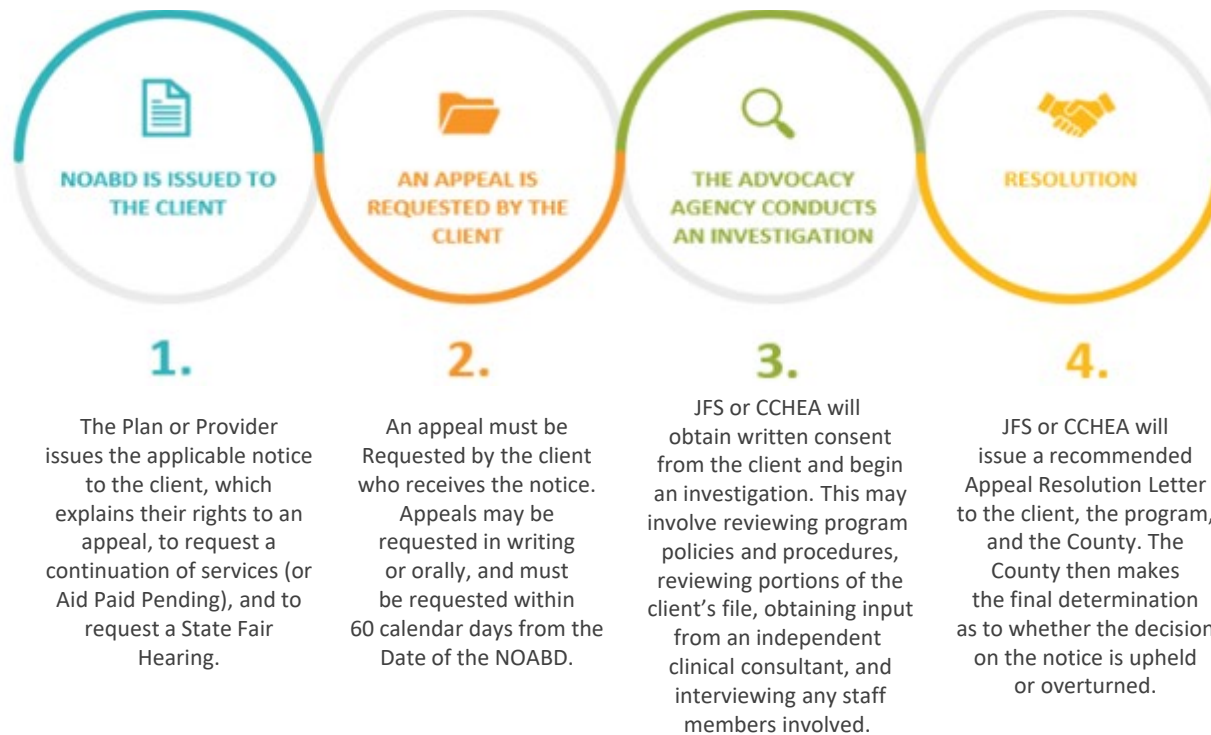 NOABD IS ISSUED TO
THE CLIENT
AN APPEAL IS
REQUESTED BY THE
CLIENT
THE ADVOCACY
AGENCY CONDUCTS
AN INVESTIGATION
RESOLUTION
1.
The Plan or Provider
issues the applicable notice
to the client, which
explains their rights to an
appeal, to request a
continuation of services (or
Aid Paid Pending), and to
request a State Fair
Hearing.
2.
An appeal must be
Requested by the client
who receives the notice.
Appeals may be
requested in writing
or orally, and must
be requested within
60 calendar days from the
Date of the NOABD.
3.
JFS or CCHEA will
obtain written consent
from the client and begin
an investigation. This may
involve reviewing program
policies and procedures,
reviewing portions of the
client’s file, obtaining input
from an independent
clinical consultant, and
interviewing any staff
members involved.
4.
JFS or CCHEA will
issue a recommended
Appeal Resolution Letter
to the client, the program,
and the County. The
County then makes
the final determination
as to whether the decision
on the notice is upheld
or overturned.